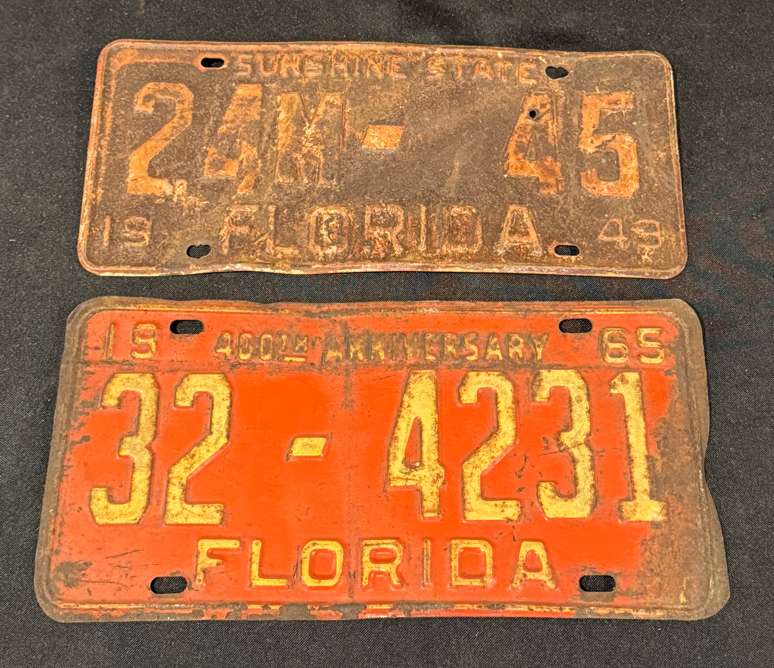 SUNSHINE STATE
24M - 45
19 FLORIDA 49
19 400TH ANNIVERSARY 65
32 - 4231
FLORIDA